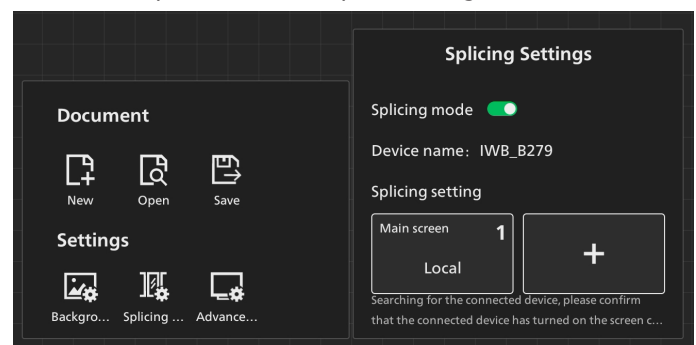 Document
New Open Save
Settings
Backgro... Splicing ... Advance...
Splicing Settings
Splicing mode
Device name: IWB_B279
Splicing setting
Main screen 1
Local
+
Searching for the connected device, please confirm
that the connected device has turned on the screen c...